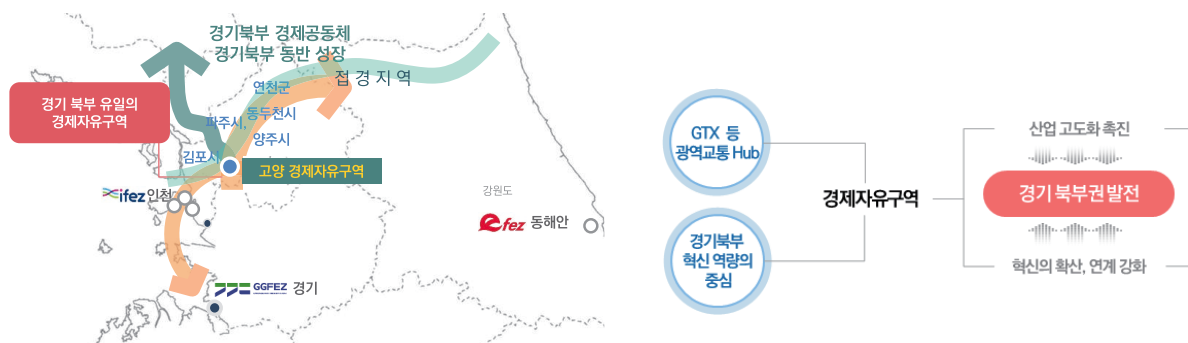 경기북부 경제공동체
경기북부 동반 성장
접경지역
연천군
경기 북부 유일의
경제자유구역
파주시,
동두천시
양주시
김포시
고양 경제자유구역
ifez 인천
강원도
efez 동해안
GGFEZ 경기
GTX 등
광역교통 Hub
경기북부
혁신 역량의
중심
경제자유구역
산업 고도화 촉진
경기 북부권 발전
혁신의 확산, 연계 강화